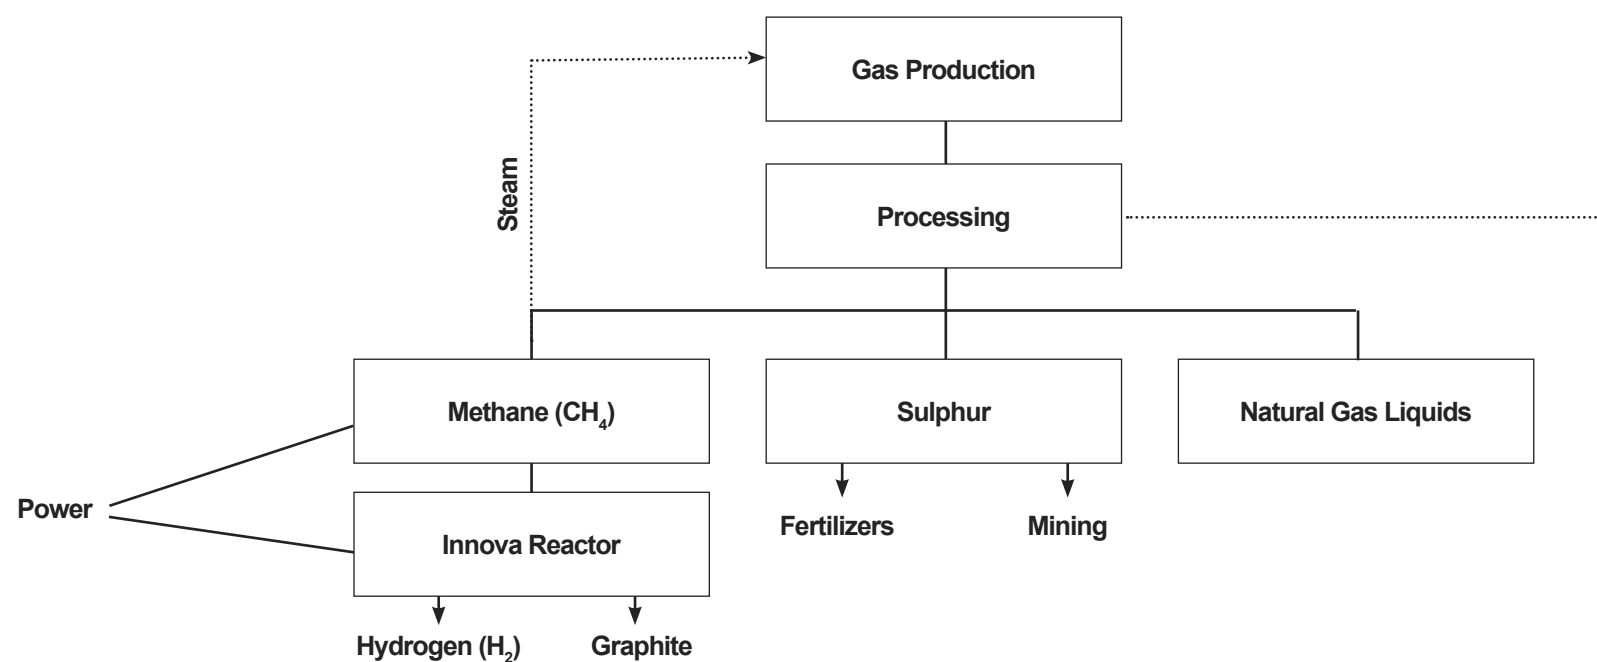 Gas Production
Steam
Processing
Methane (CH₄)
Sulphur
Natural Gas Liquids
Power
Innova Reactor
Fertilizers
Mining
Hydrogen (H₂)
Graphite